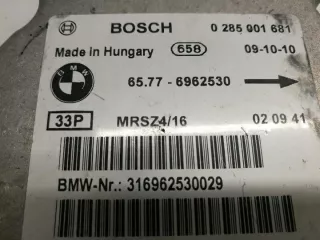 BOSCH 0 285 001 681
Made in Hungary 658 09-10-10
BMW 65.77 - 6962530
33P MRSZ4/16 02 09 41
BMW-Nr.: 316962530029